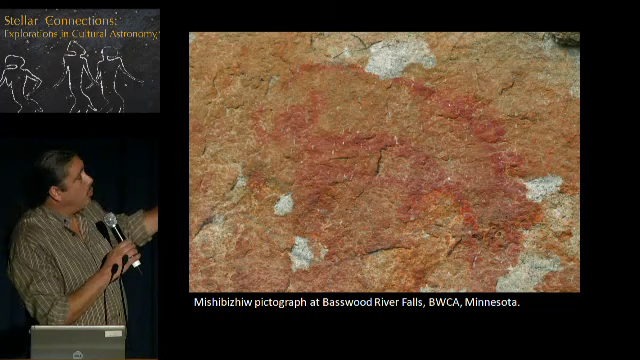 Stellar Connections:
Explorations in Cultural Astronomy
Mishibizhiw pictograph at Basswood River Falls, BWCA, Minnesota.